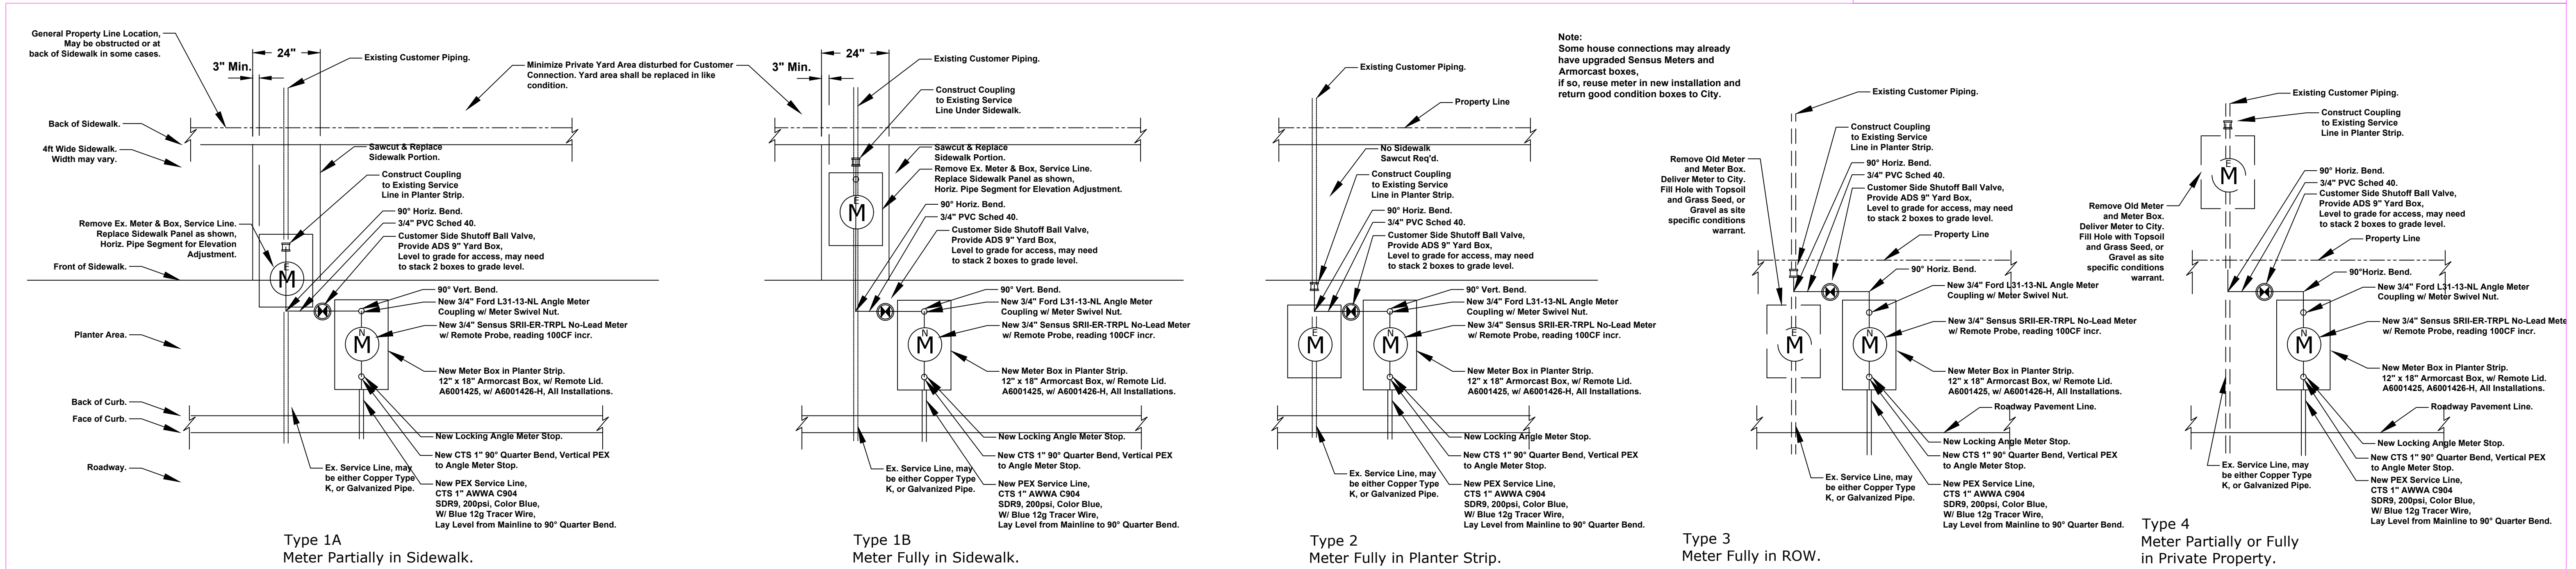 General Property Line Location,
May be obstructed or at
back of Sidewalk in some cases.
24"
3" Min.
Existing Customer Piping.
Minimize Private Yard Area disturbed for Customer
Connection. Yard area shall be replaced in like
condition.
Back of Sidewalk.
4ft Wide Sidewalk.
Width may vary.
Sawcut & Replace
Sidewalk Portion.
Construct Coupling
to Existing Service
Line in Planter Strip.
Remove Ex. Meter & Box, Service Line.
Replace Sidewalk Panel as shown,
Horiz. Pipe Segment for Elevation
Adjustment.
90° Horiz. Bend.
3/4" PVC Sched 40.
Customer Side Shutoff Ball Valve,
Provide ADS 9" Yard Box,
Level to grade for access, may need
to stack 2 boxes to grade level.
Front of Sidewalk.
E
M
90° Vert. Bend.
New 3/4" Ford L31-13-NL Angle Meter
Coupling w/ Meter Swivel Nut.
New 3/4" Sensus SRII-ER-TRPL No-Lead Meter
w/ Remote Probe, reading 100CF incr.
N
M
Planter Area.
New Meter Box in Planter Strip.
12" x 18" Armorcast Box, w/ Remote Lid.
A6001425, w/ A6001426-H, All Installations.
Back of Curb.
Face of Curb.
New Locking Angle Meter Stop.
New CTS 1" 90° Quarter Bend, Vertical PEX
to Angle Meter Stop.
Roadway.
Ex. Service Line, may
be either Copper Type
K, or Galvanized Pipe.
New PEX Service Line,
CTS 1" AWWA C904
SDR9, 200psi, Color Blue,
W/ Blue 12g Tracer Wire,
Lay Level from Mainline to 90° Quarter Bend.
Type 1A
Meter Partially in Sidewalk.
24"
3" Min.
Existing Customer Piping.
Construct Coupling
to Existing Service
Line Under Sidewalk.
Sawcut & Replace
Sidewalk Portion.
Remove Ex. Meter & Box, Service Line.
Replace Sidewalk Panel as shown,
Horiz. Pipe Segment for Elevation Adjustment.
E
M
90° Horiz. Bend.
3/4" PVC Sched 40.
Customer Side Shutoff Ball Valve,
Provide ADS 9" Yard Box,
Level to grade for access, may need
to stack 2 boxes to grade level.
90° Vert. Bend.
New 3/4" Ford L31-13-NL Angle Meter
Coupling w/ Meter Swivel Nut.
New 3/4" Sensus SRII-ER-TRPL No-Lead Meter
w/ Remote Probe, reading 100CF incr.
N
M
New Meter Box in Planter Strip.
12" x 18" Armorcast Box, w/ Remote Lid.
A6001425, w/ A6001426-H, All Installations.
New Locking Angle Meter Stop.
New CTS 1" 90° Quarter Bend, Vertical PEX
to Angle Meter Stop.
Ex. Service Line, may
be either Copper Type
K, or Galvanized Pipe.
New PEX Service Line,
CTS 1" AWWA C904
SDR9, 200psi, Color Blue,
W/ Blue 12g Tracer Wire,
Lay Level from Mainline to 90° Quarter Bend.
Type 1B
Meter Fully in Sidewalk.
Note:
Some house connections may already
have upgraded Sensus Meters and
Armorcast boxes,
if so, reuse meter in new installation and
return good condition boxes to City.
Existing Customer Piping.
Property Line
No Sidewalk
Sawcut Req'd.
Construct Coupling
to Existing Service
Line in Planter Strip.
90° Horiz. Bend.
3/4" PVC Sched 40.
Customer Side Shutoff Ball Valve,
Provide ADS 9" Yard Box,
Level to grade for access, may need
to stack 2 boxes to grade level.
90° Vert. Bend.
New 3/4" Ford L31-13-NL Angle Meter
Coupling w/ Meter Swivel Nut.
New 3/4" Sensus SRII-ER-TRPL No-Lead Meter
w/ Remote Probe, reading 100CF incr.
E
M
N
M
New Meter Box in Planter Strip.
12" x 18" Armorcast Box, w/ Remote Lid.
A6001425, w/ A6001426-H, All Installations.
New Locking Angle Meter Stop.
New CTS 1" 90° Quarter Bend, Vertical PEX
to Angle Meter Stop.
Ex. Service Line, may
be either Copper Type
K, or Galvanized Pipe.
New PEX Service Line,
CTS 1" AWWA C904
SDR9, 200psi, Color Blue,
W/ Blue 12g Tracer Wire,
Lay Level from Mainline to 90° Quarter Bend.
Type 2
Meter Fully in Planter Strip.
Existing Customer Piping.
Construct Coupling
to Existing Service
Line in Planter Strip.
Remove Old Meter
and Meter Box.
Deliver Meter to City.
Fill Hole with Topsoil
and Grass Seed, or
Gravel as site
specific conditions
warrant.
90° Horiz. Bend.
3/4" PVC Sched 40.
Customer Side Shutoff Ball Valve,
Provide ADS 9" Yard Box,
Level to grade for access, may need
to stack 2 boxes to grade level.
Property Line
90° Horiz. Bend.
New 3/4" Ford L31-13-NL Angle Meter
Coupling w/ Meter Swivel Nut.
New 3/4" Sensus SRII-ER-TRPL No-Lead Meter
w/ Remote Probe, reading 100CF incr.
E
M
N
M
New Meter Box in Planter Strip.
12" x 18" Armorcast Box, w/ Remote Lid.
A6001425, w/ A6001426-H, All Installations.
Roadway Pavement Line.
New Locking Angle Meter Stop.
New CTS 1" 90° Quarter Bend, Vertical PEX
to Angle Meter Stop.
Ex. Service Line, may
be either Copper Type
K, or Galvanized Pipe.
New PEX Service Line,
CTS 1" AWWA C904
SDR9, 200psi, Color Blue,
W/ Blue 12g Tracer Wire,
Lay Level from Mainline to 90° Quarter Bend.
Type 3
Meter Fully in ROW.
Existing Customer Piping.
Construct Coupling
to Existing Service
Line in Planter Strip.
E
M
90° Horiz. Bend.
3/4" PVC Sched 40.
Customer Side Shutoff Ball Valve,
Provide ADS 9" Yard Box,
Level to grade for access, may need
to stack 2 boxes to grade level.
Remove Old Meter
and Meter Box.
Deliver Meter to City.
Fill Hole with Topsoil
and Grass Seed, or
Gravel as site
specific conditions
warrant.
Property Line
90°Horiz. Bend.
New 3/4" Ford L31-13-NL Angle Meter
Coupling w/ Meter Swivel Nut.
New 3/4" Sensus SRII-ER-TRPL No-Lead Mete
w/ Remote Probe, reading 100CF incr.
N
M
New Meter Box in Planter Strip.
12" x 18" Armorcast Box, w/ Remote Lid.
A6001425, w/ A6001426-H, All Installations.
Roadway Pavement Line.
New Locking Angle Meter Stop.
New CTS 1" 90° Quarter Bend, Vertical PEX
to Angle Meter Stop.
Ex. Service Line, may
be either Copper Type
K, or Galvanized Pipe.
New PEX Service Line,
CTS 1" AWWA C904
SDR9, 200psi, Color Blue,
W/ Blue 12g Tracer Wire,
Lay Level from Mainline to 90° Quarter Bend.
Type 4
Meter Partially or Fully
in Private Property.